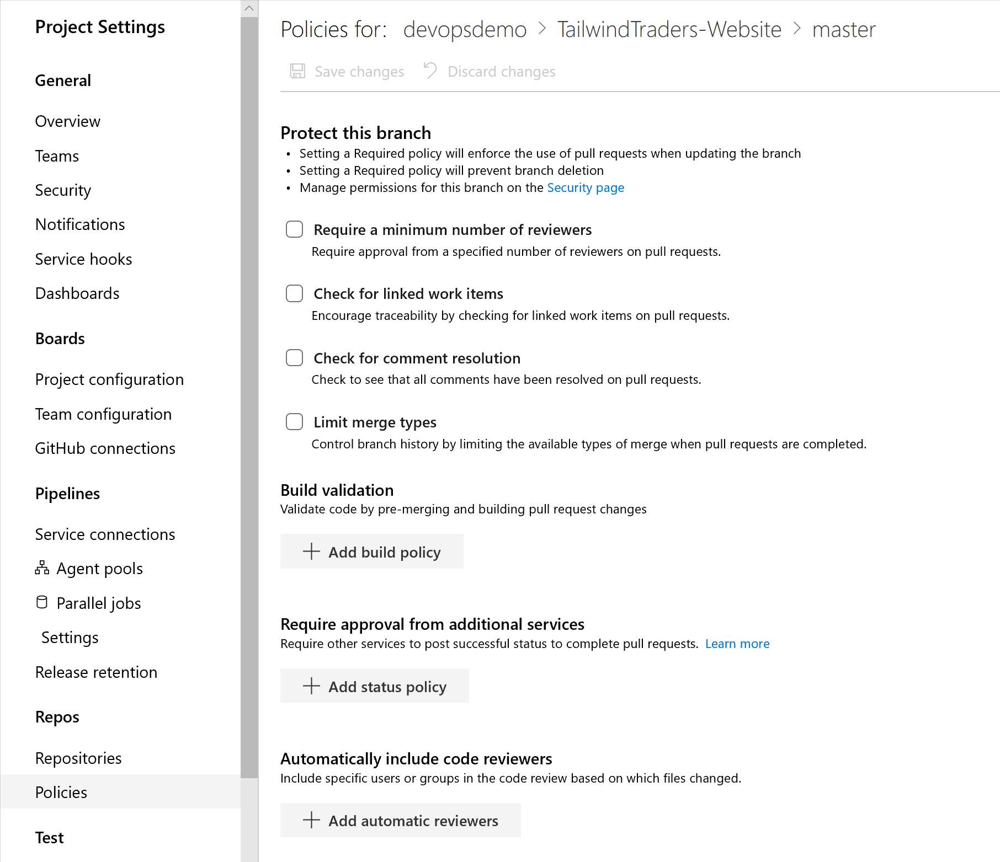 Project Settings
General
Overview
Teams
Security
Notifications
Service hooks
Dashboards
Boards
Project configuration
Team configuration
GitHub connections
Pipelines
Service connections
Agent pools
Parallel jobs
Settings
Release retention
Repos
Repositories
Policies
Test
Policies for: devopsdemo > TailwindTraders-Website > master
Save changes Discard changes
Protect this branch
• Setting a Required policy will enforce the use of pull requests when updating the branch
• Setting a Required policy will prevent branch deletion
• Manage permissions for this branch on the Security page
Require a minimum number of reviewers
Require approval from a specified number of reviewers on pull requests.
Check for linked work items
Encourage traceability by checking for linked work items on pull requests.
Check for comment resolution
Check to see that all comments have been resolved on pull requests.
Limit merge types
Control branch history by limiting the available types of merge when pull requests are completed.
Build validation
Validate code by pre-merging and building pull request changes
+ Add build policy
Require approval from additional services
Require other services to post successful status to complete pull requests. Learn more
+ Add status policy
Automatically include code reviewers
Include specific users or groups in the code review based on which files changed.
+ Add automatic reviewers